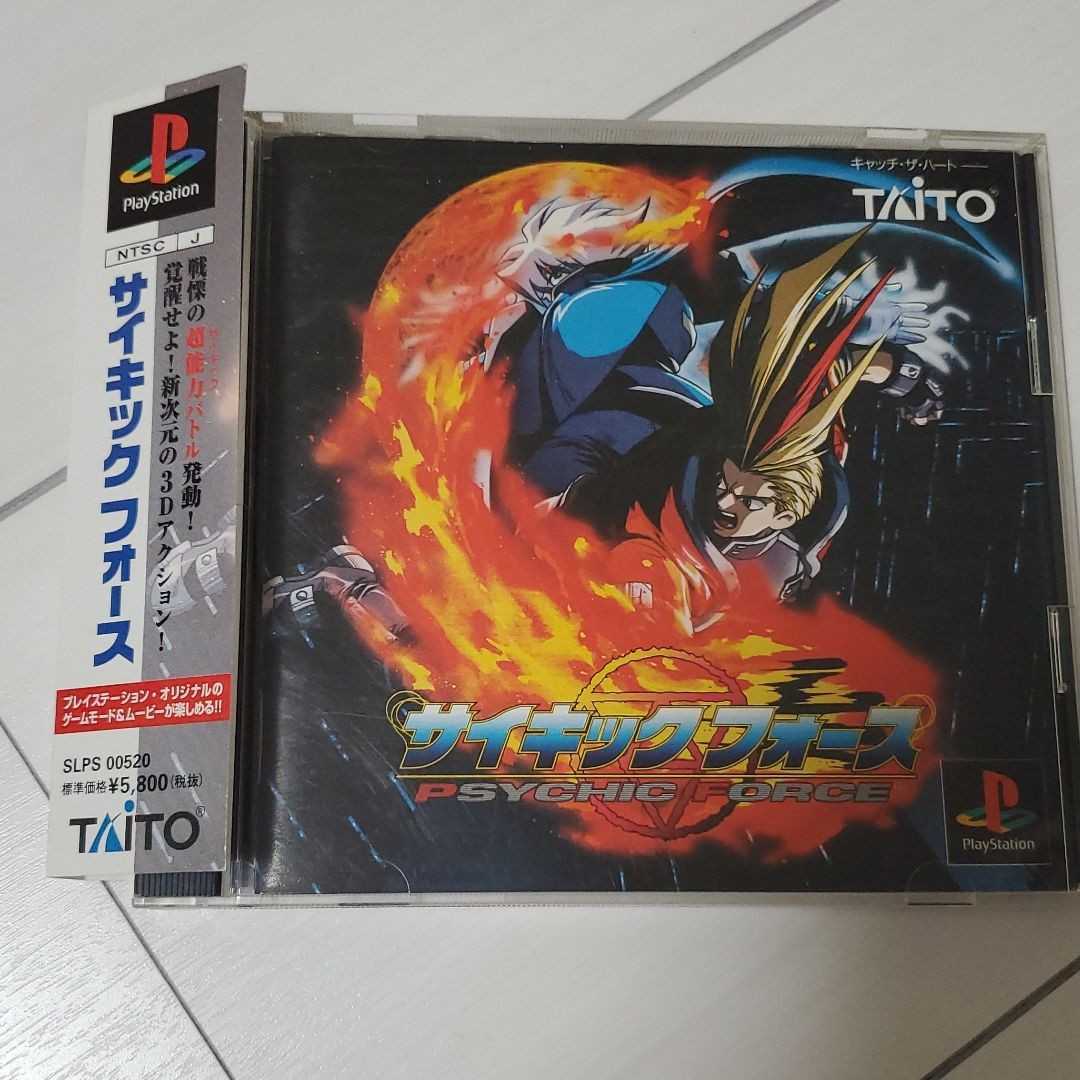 PlayStation
NTSC J
サイキック フォース
戦慄の超能力バトル発動！
サイキックス
覚醒せよ！新次元の3Dアクション！
プレイステーション・オリジナルの
ゲームモード&ムービーが楽しめる!!
SLPS 00520
標準価格¥5,800(税抜)
TAiTO®
キャッチ・ザ・ハート
TAiTO®
サイキックフォース
PSYCHIC FORCE
PlayStation